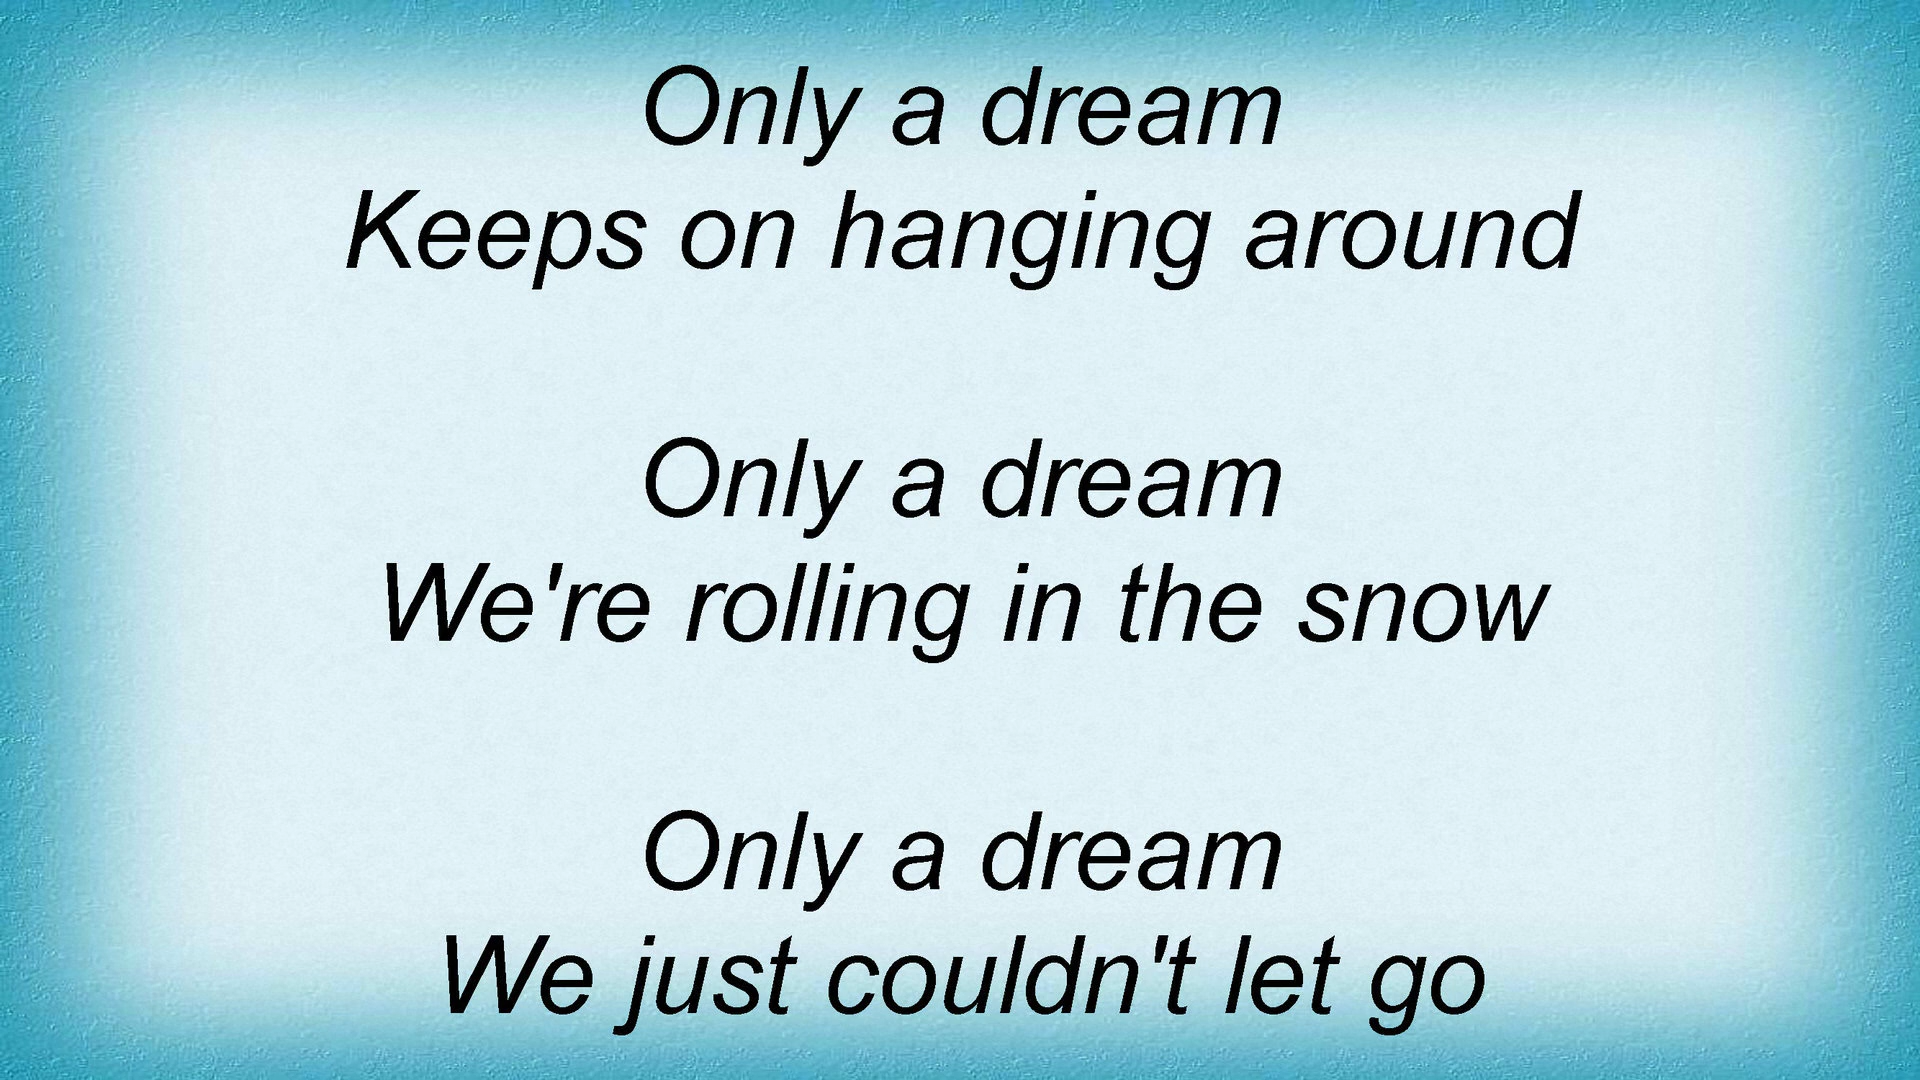 Only a dream
Keeps on hanging around
Only a dream
We're rolling in the snow
Only a dream
We just couldn't let go